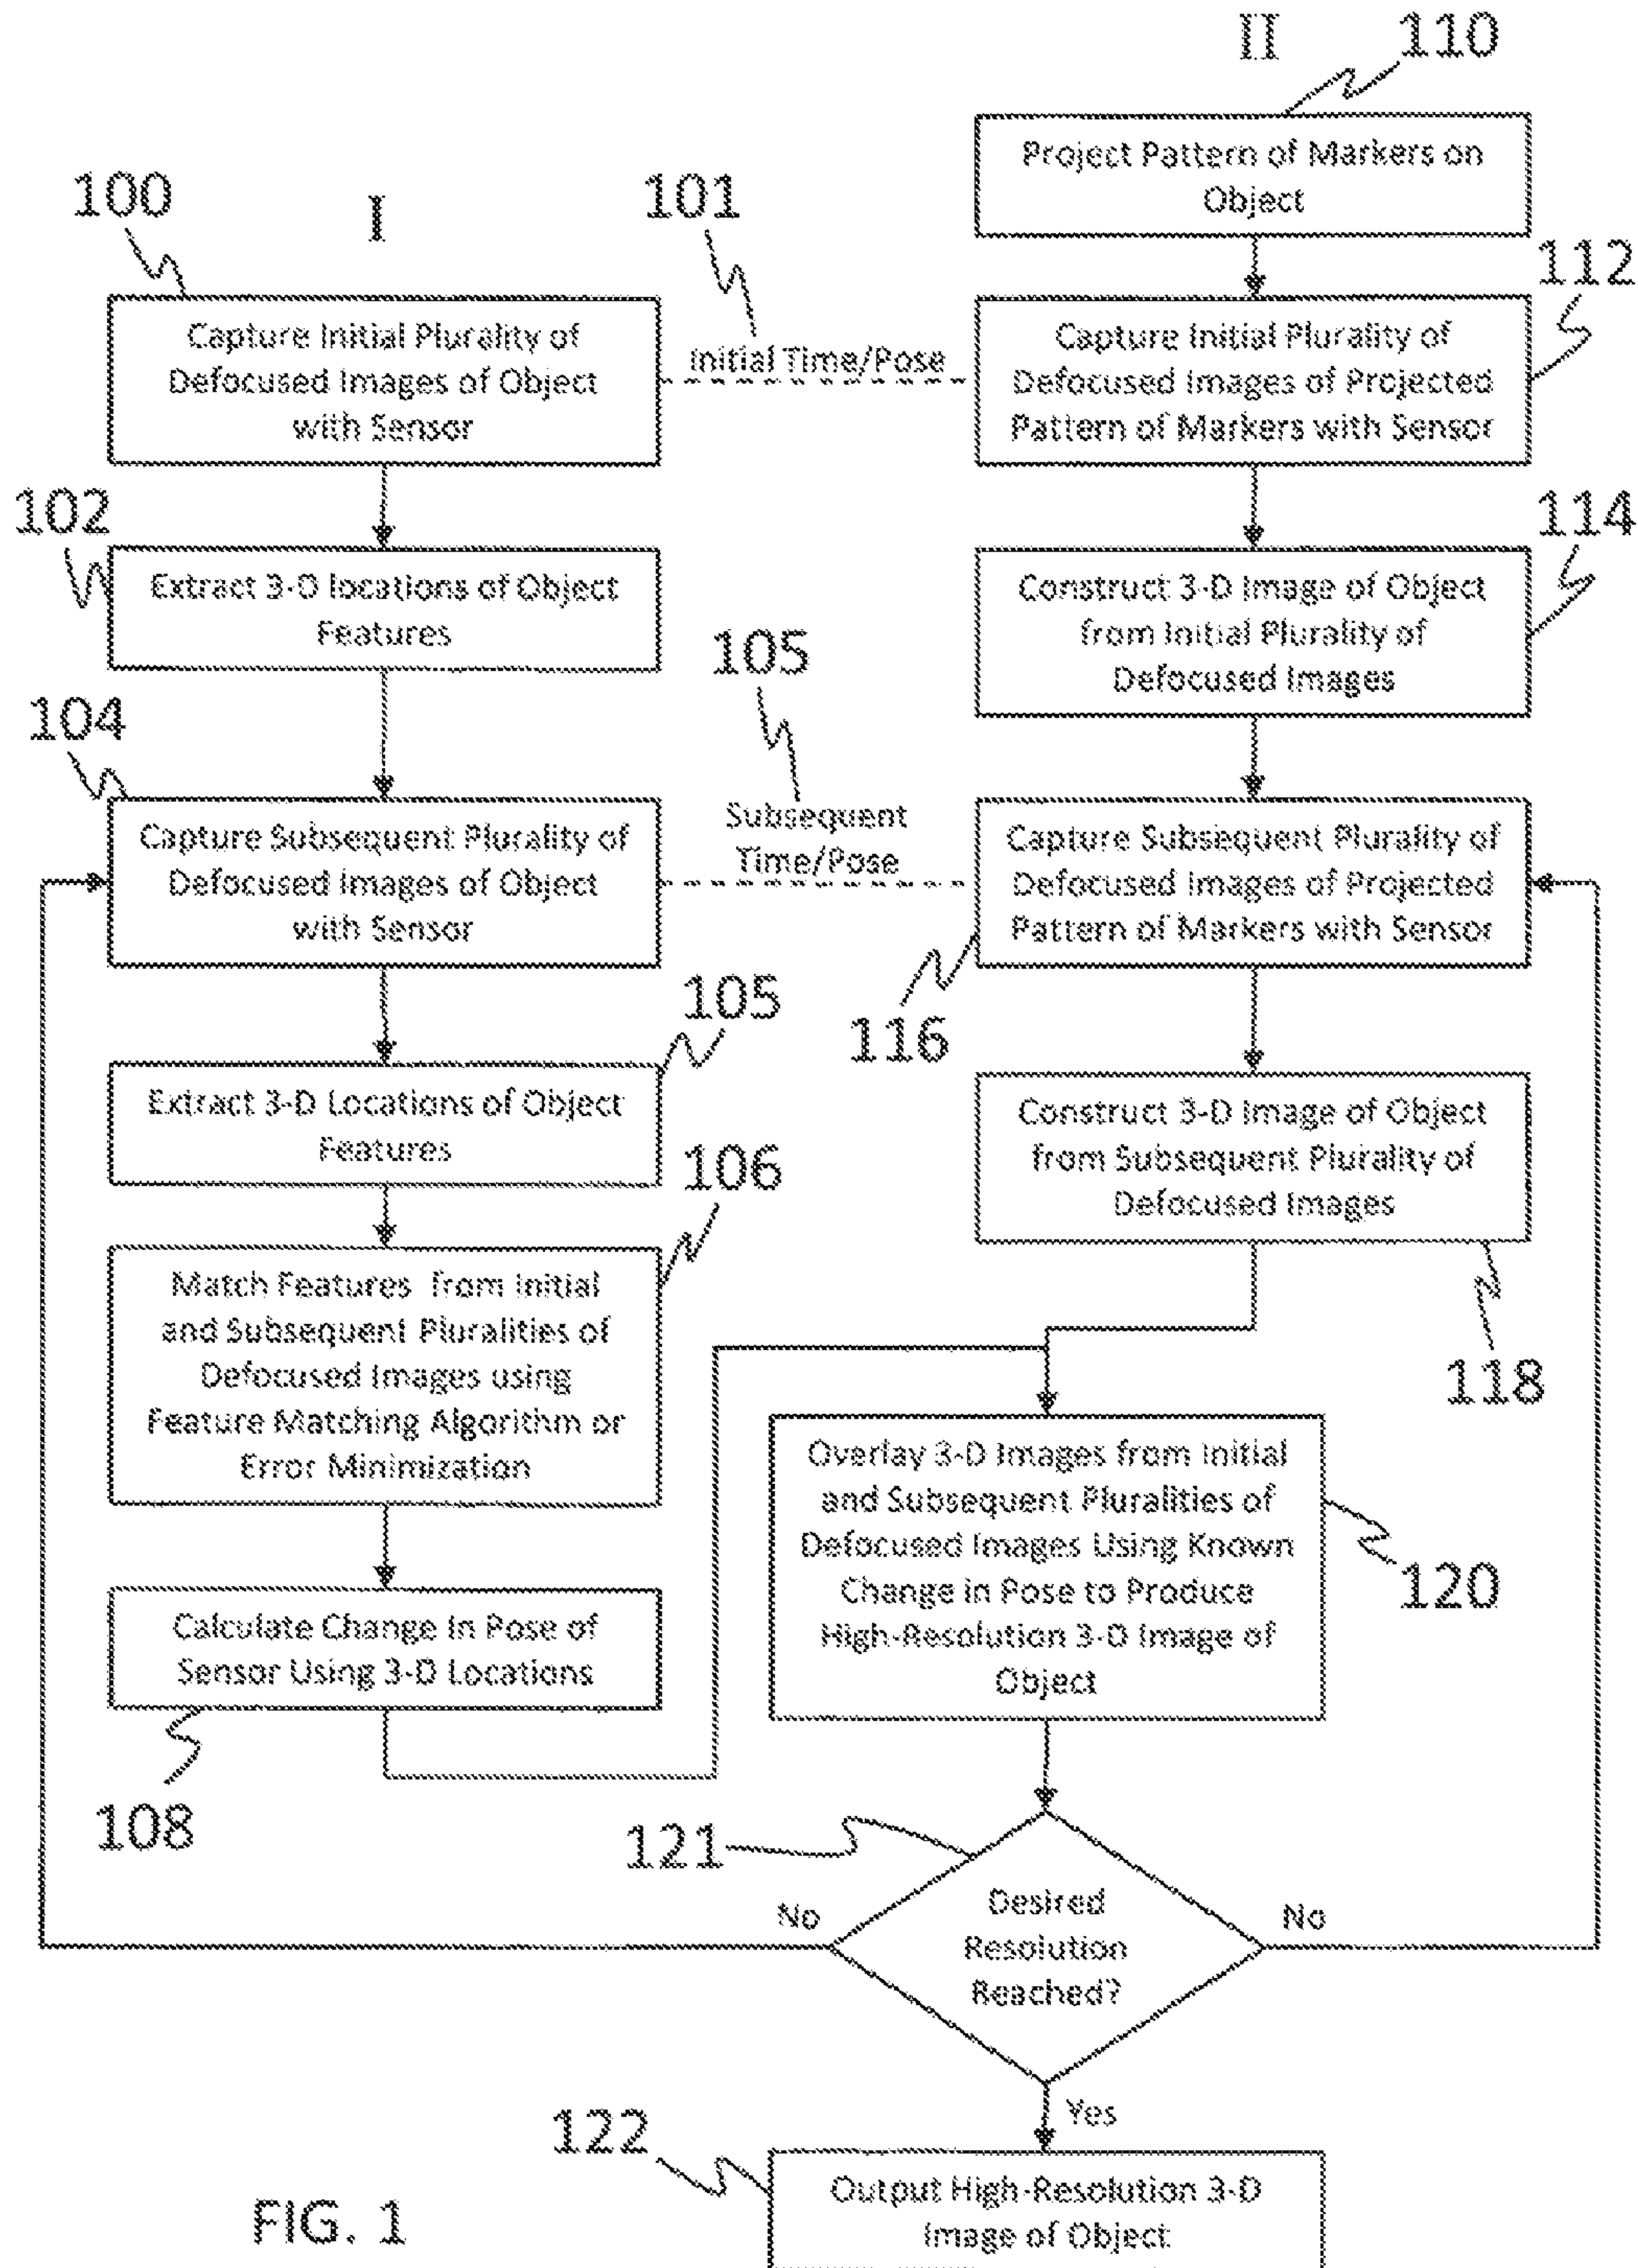 II
110
Project Pattern of Markers on
Object
100
I
101
112
Capture Initial Plurality of
Defocused Images of Object
with Sensor
Initial Time/Pose
Capture Initial Plurality of
Defocused Images of Projected
Pattern of Markers with Sensor
102
114
Extract 3-D locations of Object
Features
Construct 3-D Image of Object
from Initial Plurality of
Defocused Images
105
104
Capture Subsequent Plurality of
Defocused Images of Object
with Sensor
Subsequent
Time/Pose
Capture Subsequent Plurality of
Defocused Images of Projected
Pattern of Markers with Sensor
105
116
Extract 3-D Locations of Object
Features
Construct 3-D Image of Object
from Subsequent Plurality of
Defocused Images
106
118
Match Features from Initial
and Subsequent Pluralities of
Defocused Images using
Feature Matching Algorithm or
Error Minimization
Overlay 3-D Images from Initial
and Subsequent Pluralities of
Defocused Images Using Known
Change in Pose to Produce
High-Resolution 3-D Image of
Object
120
Calculate Change In Pose of
Sensor Using 3-D Locations
108
121
No
Desired
Resolution
Reached?
No
Yes
122
Output High-Resolution 3-D
Image of Object
FIG. 1